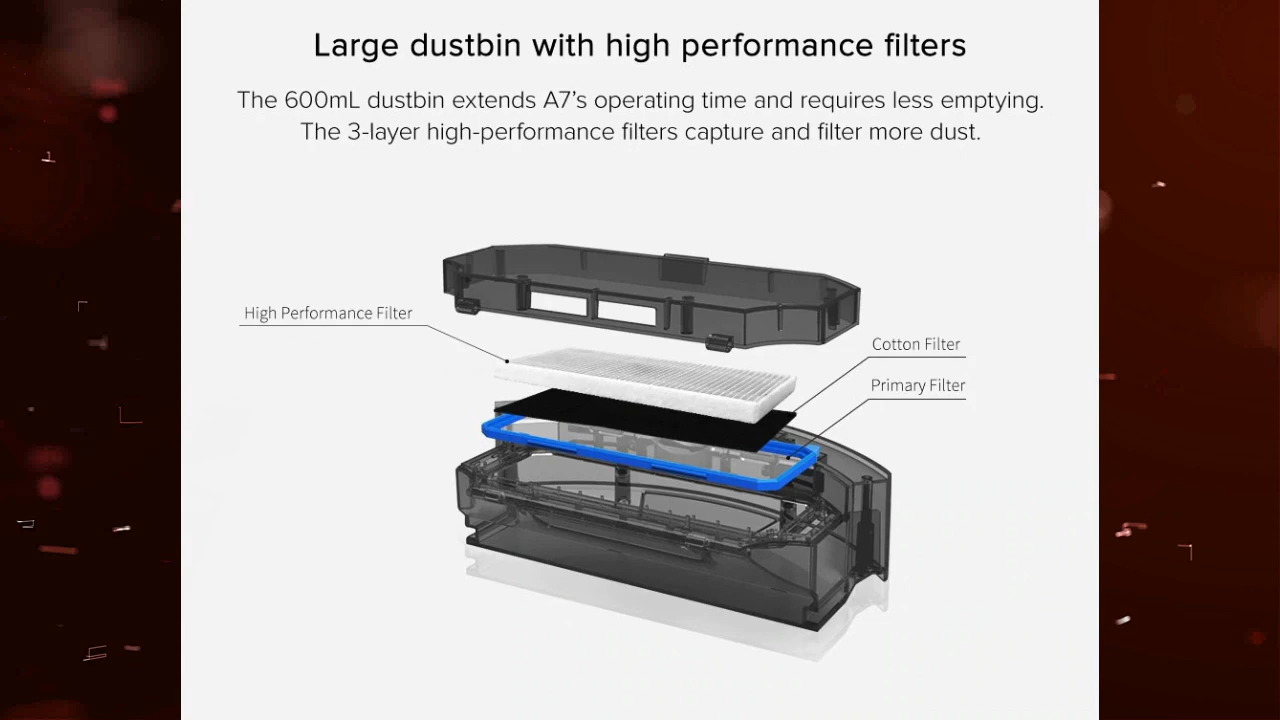 Large dustbin with high performance filters
The 600mL dustbin extends A7’s operating time and requires less emptying.
The 3-layer high-performance filters capture and filter more dust.
High Performance Filter
Cotton Filter
Primary Filter